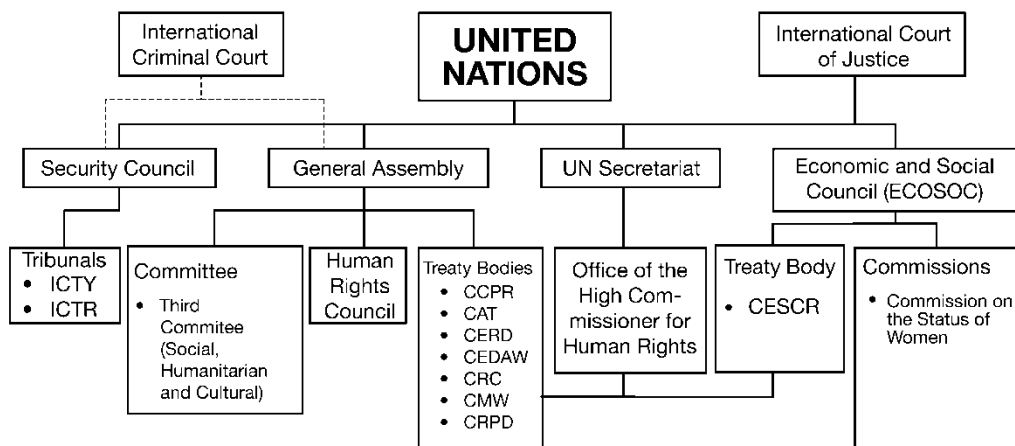 International
Criminal Court
UNITED
NATIONS
International Court
of Justice
Security Council
General Assembly
UN Secretariat
Economic and Social
Council (ECOSOC)
Tribunals
• ICTY
• ICTR
Committee
• Third
Commitee
(Social,
Humanitarian
and Cultural)
Human
Rights
Council
Treaty Bodies
• CCPR
• CAT
• CERD
• CEDAW
• CRC
• CMW
• CRPD
Office of the
High Com-
missioner for
Human Rights
Treaty Body
• CESCR
Commissions
• Commission on
the Status of
Women